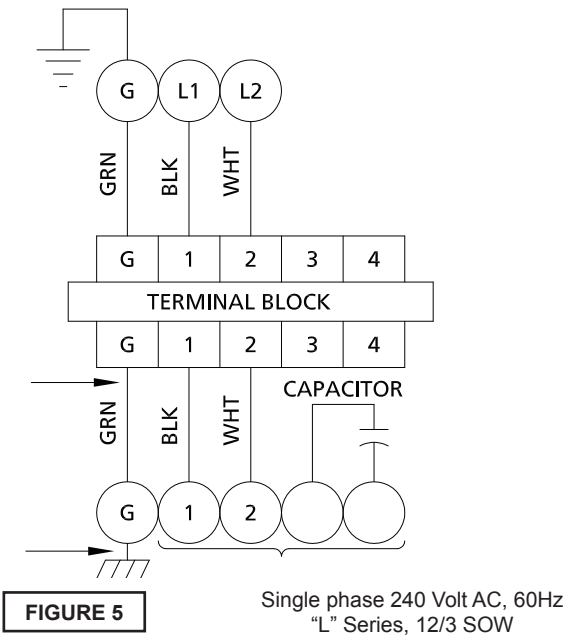 G L1 L2
GRN BLK WHT
G 1 2 3 4
TERMINAL BLOCK
G 1 2 3 4
CAPACITOR
GRN BLK WHT
G 1 2
FIGURE 5
Single phase 240 Volt AC, 60Hz
“L” Series, 12/3 SOW